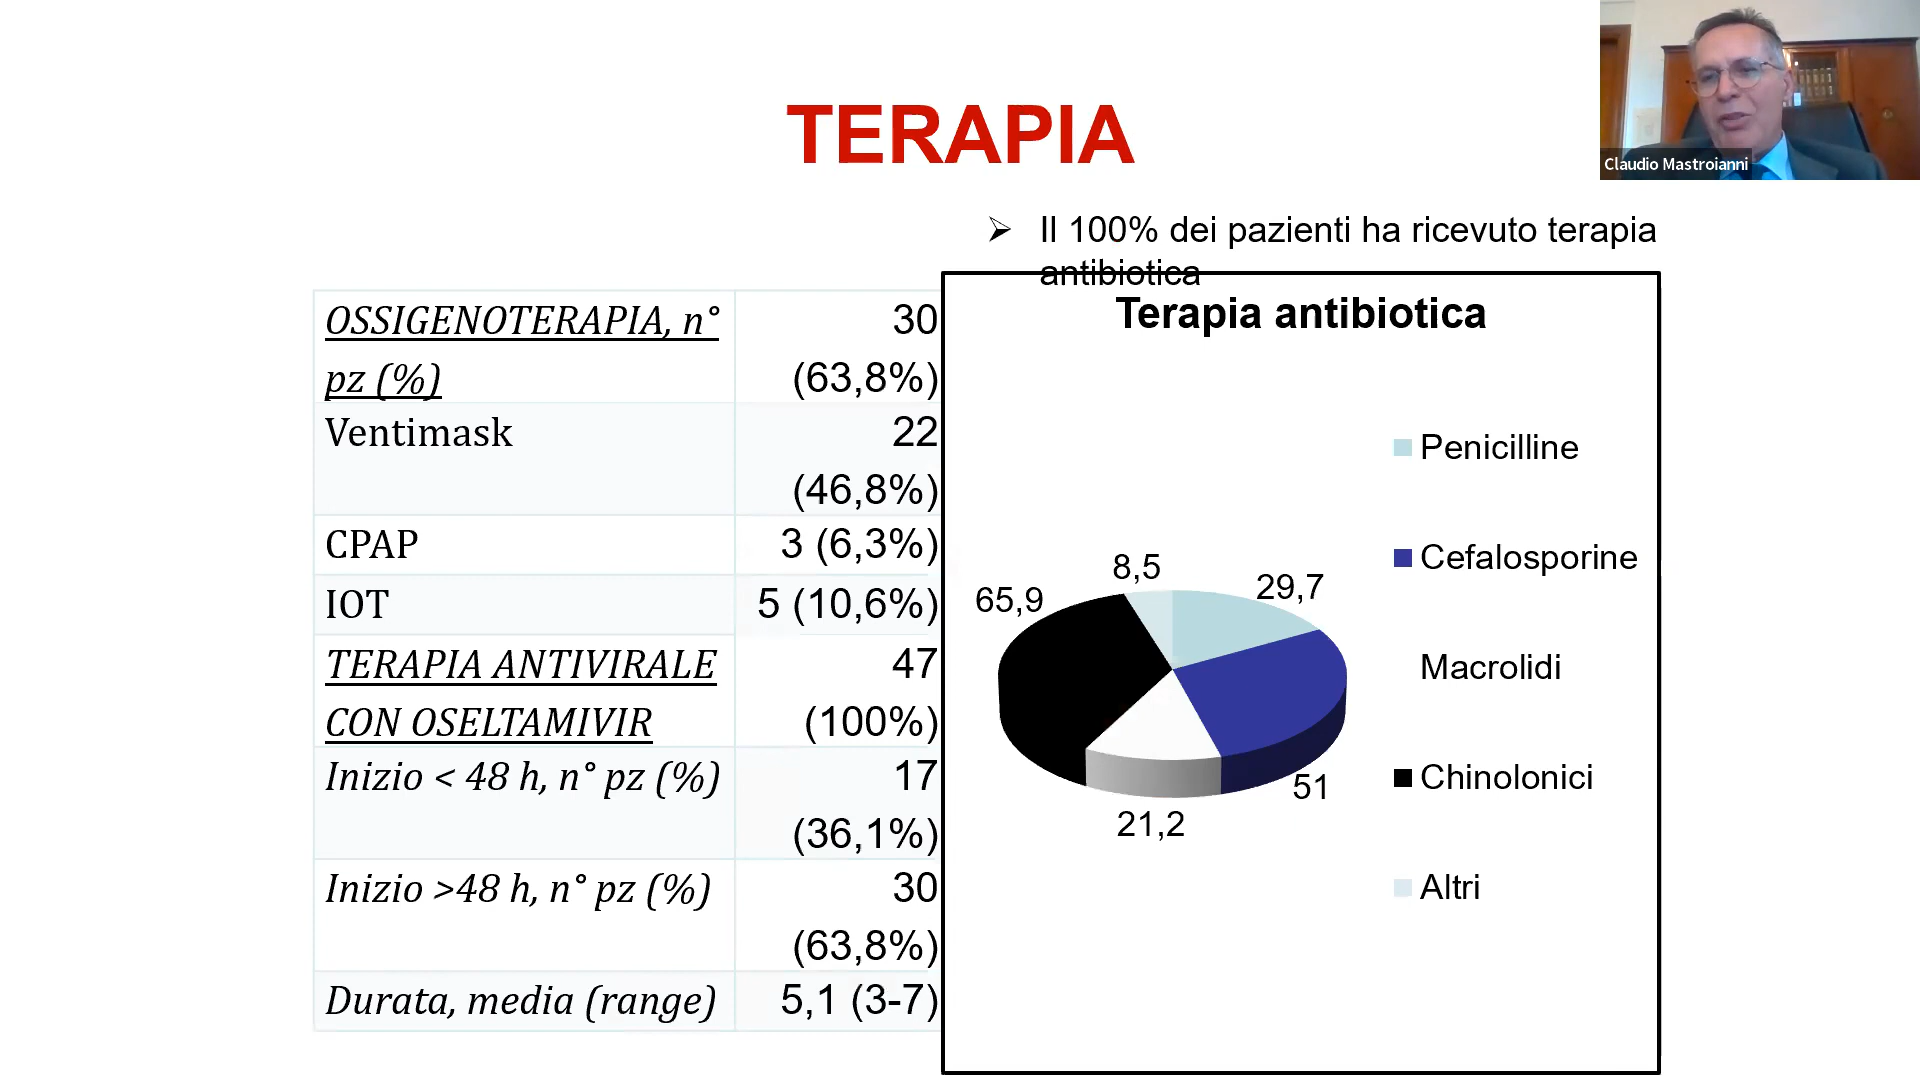 TERAPIA
Claudio Mastroianni
➢ Il 100% dei pazienti ha ricevuto terapia
antibiotica
OSSIGENOTERAPIA, n° 30
pz (%) (63,8%)
Ventimask 22
(46,8%)
CPAP 3 (6,3%)
IOT 5 (10,6%)
TERAPIA ANTIVIRALE 47
CON OSELTAMIVIR (100%)
Inizio < 48 h, n° pz (%) 17
(36,1%)
Inizio >48 h, n° pz (%) 30
(63,8%)
Durata, media (range) 5,1 (3-7)
Terapia antibiotica
8,5
29,7
65,9
51
21,2
Penicilline
Cefalosporine
Macrolidi
Chinolonici
Altri